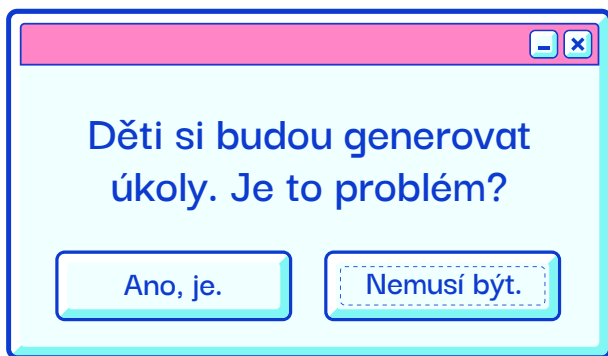 Děti si budou generovat
úkoly. Je to problém?
Ano, je.
Nemusí být.